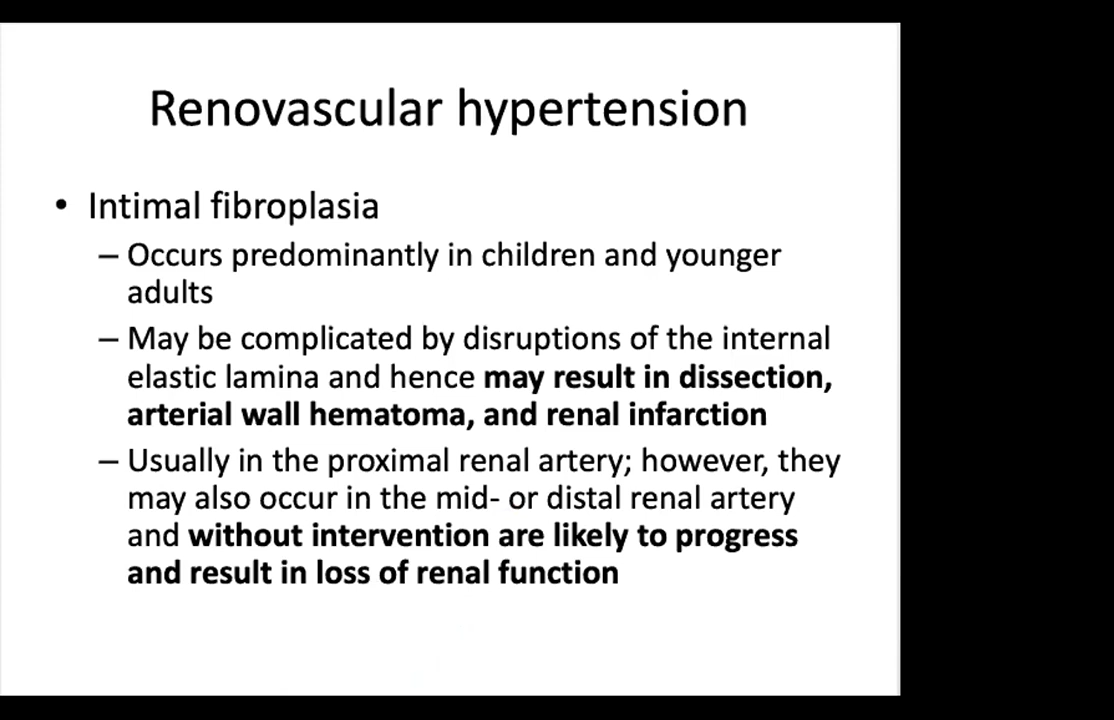 Renovascular hypertension
• Intimal fibroplasia
– Occurs predominantly in children and younger
adults
– May be complicated by disruptions of the internal
elastic lamina and hence may result in dissection,
arterial wall hematoma, and renal infarction
– Usually in the proximal renal artery; however, they
may also occur in the mid- or distal renal artery
and without intervention are likely to progress
and result in loss of renal function